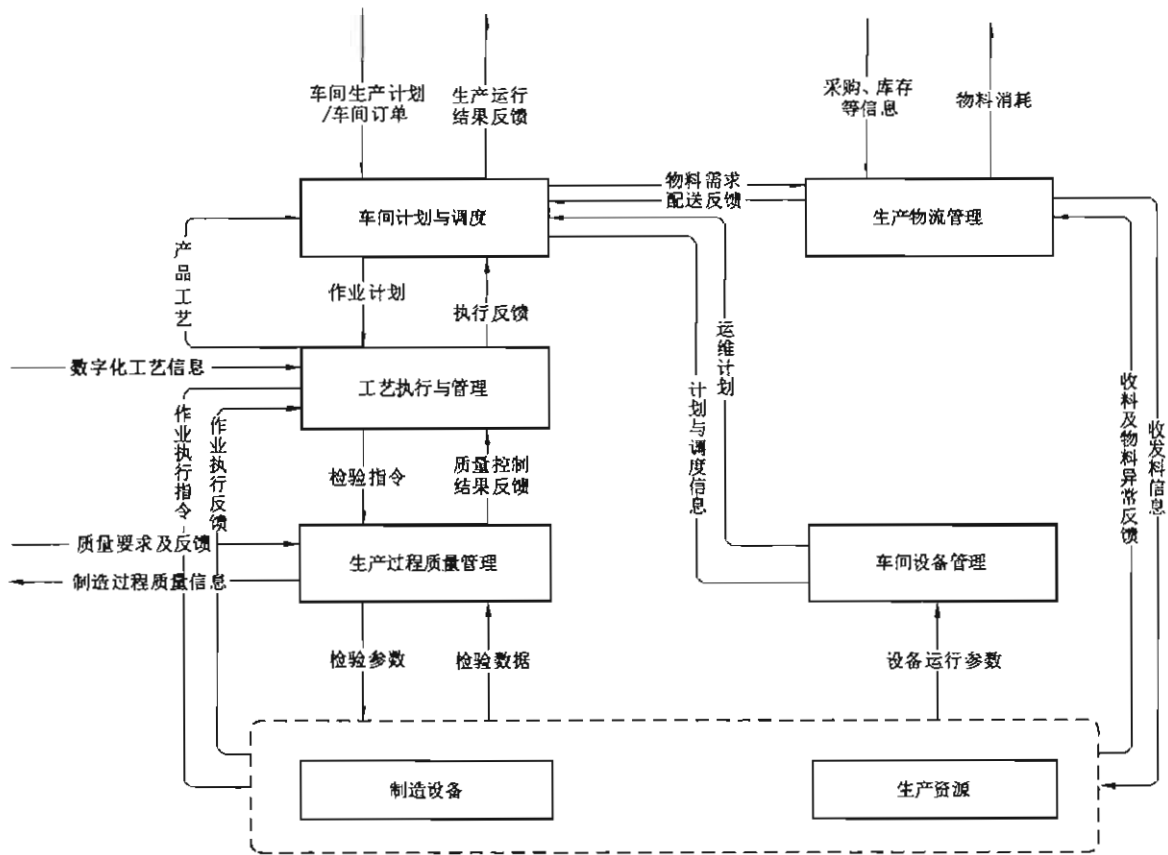 车间生产计划
/车间订单
生产运行
结果反馈
采购、库存
等信息
物料消耗
车间计划与调度
物料需求
配送反馈
生产物流管理
产品工艺
作业计划
执行反馈
数字化工艺信息
工艺执行与管理
运维计划
计划与调度信息
收料及物料异常反馈
收发料信息
作业执行指令
作业执行反馈
检验指令
质量控制
结果反馈
质量要求及反馈
制造过程质量信息
生产过程质量管理
车间设备管理
检验参数
检验数据
设备运行参数
制造设备
生产资源